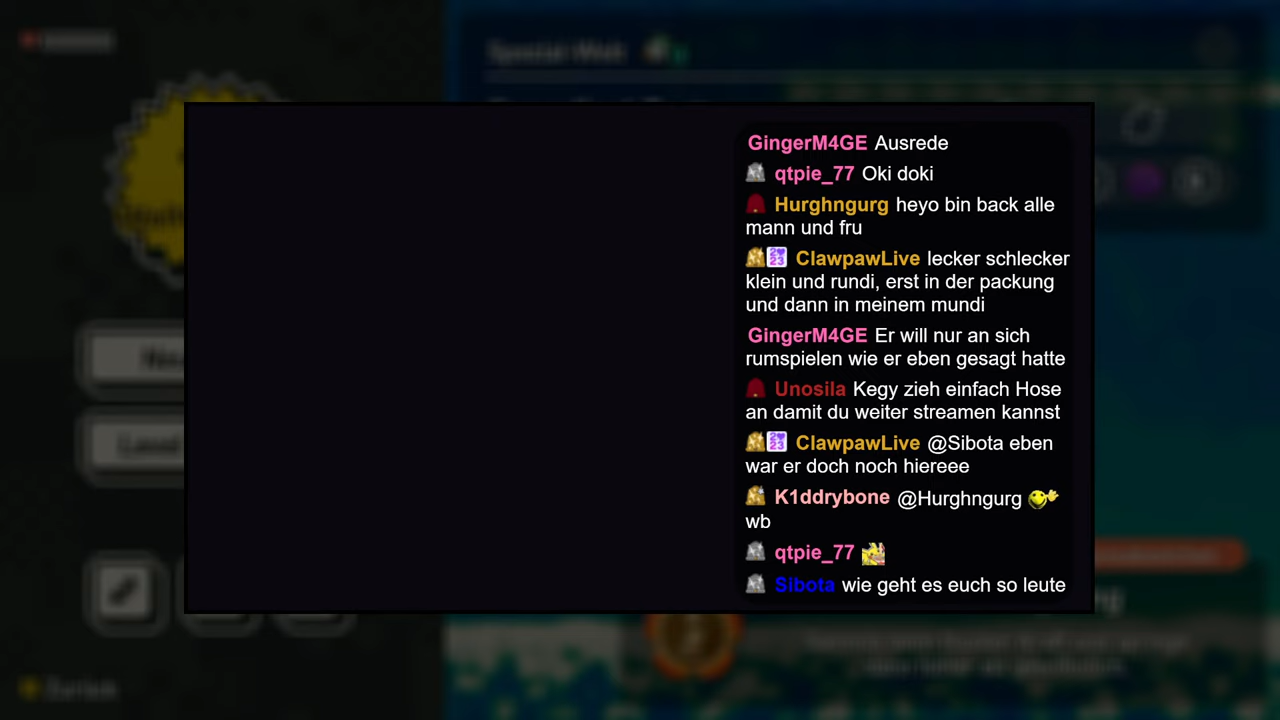 Spezial-Welt
GingerM4GE Ausrede
qtpie_77 Oki doki
Hurghngurg heyo bin back alle
mann und fru
ClawpawLive lecker schlecker
klein und rundi, erst in der packung
und dann in meinem mundi
GingerM4GE Er will nur an sich
rumspielen wie er eben gesagt hatte
Unosila Kegy zieh einfach Hose
an damit du weiter streamen kannst
ClawpawLive @Sibota eben
war er doch noch hiereee
K1ddrybone @Hurghngurg
wb
qtpie_77
Sibota wie geht es euch so leute
Zurück